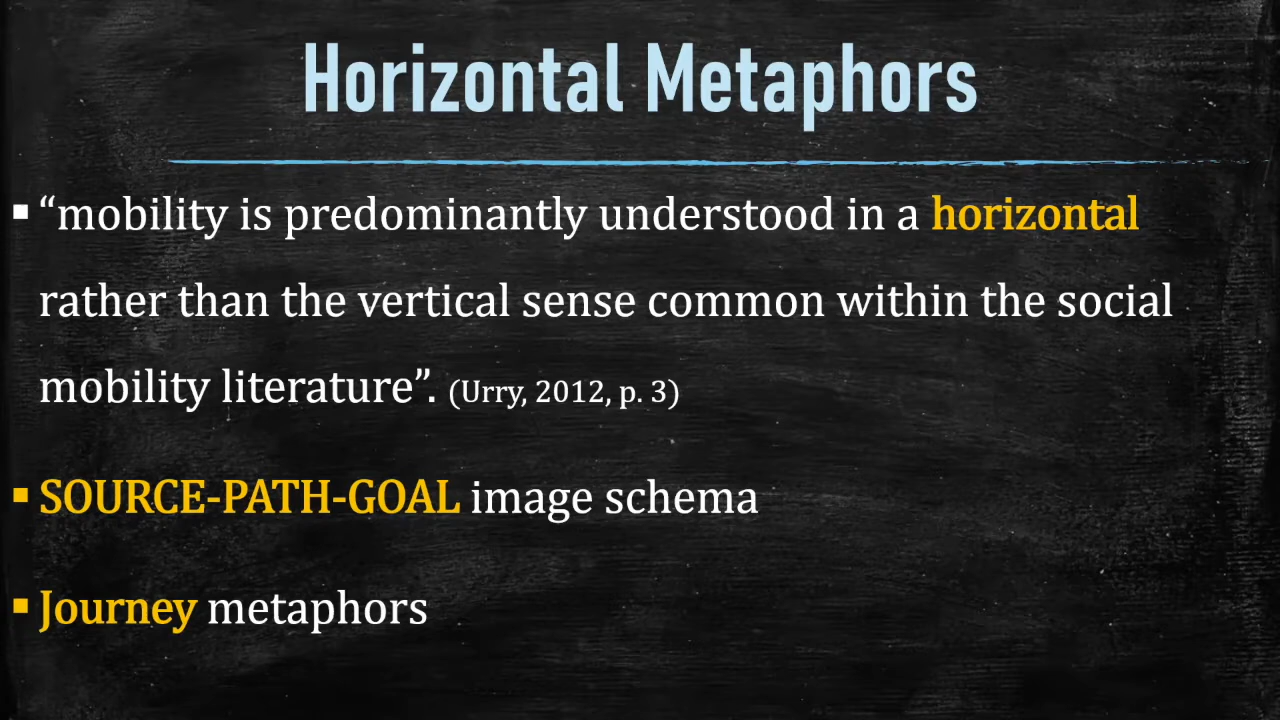 Horizontal Metaphors
▪ “mobility is predominantly understood in a horizontal
rather than the vertical sense common within the social
mobility literature”. (Urry, 2012, p. 3)
▪ SOURCE-PATH-GOAL image schema
▪ Journey metaphors